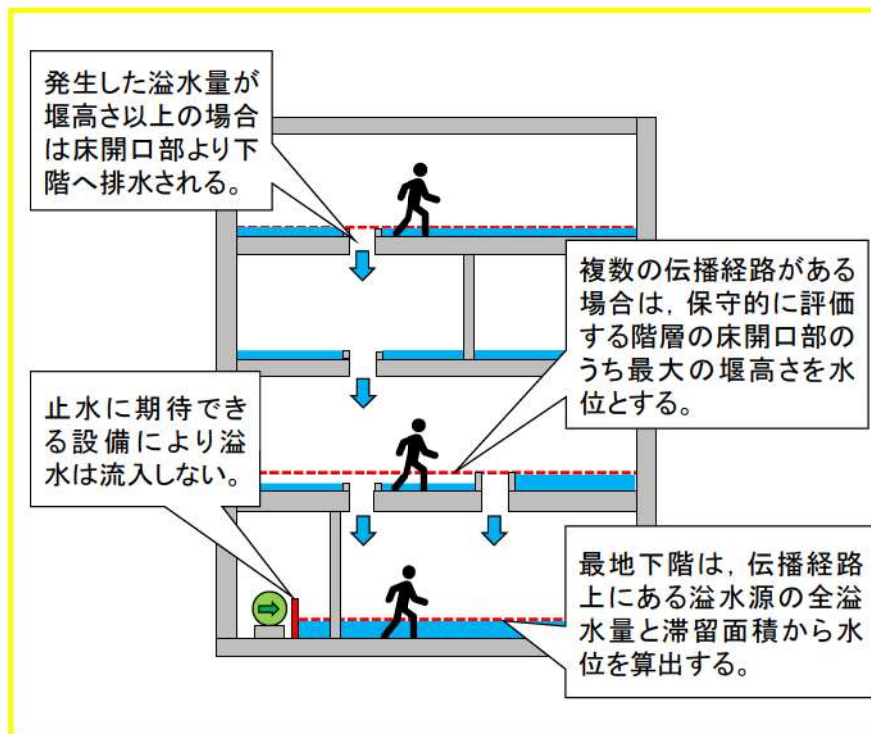 発生した溢水量が
堰高さ以上の場合
は床開口部より下
階へ排水される。
複数の伝播経路がある
場合は，保守的に評価
する階層の床開口部の
うち最大の堰高さを水
位とする。
止水に期待でき
る設備により溢
水は流入しない。
最地下階は，伝播経路
上にある溢水源の全溢
水量と滞留面積から水
位を算出する。